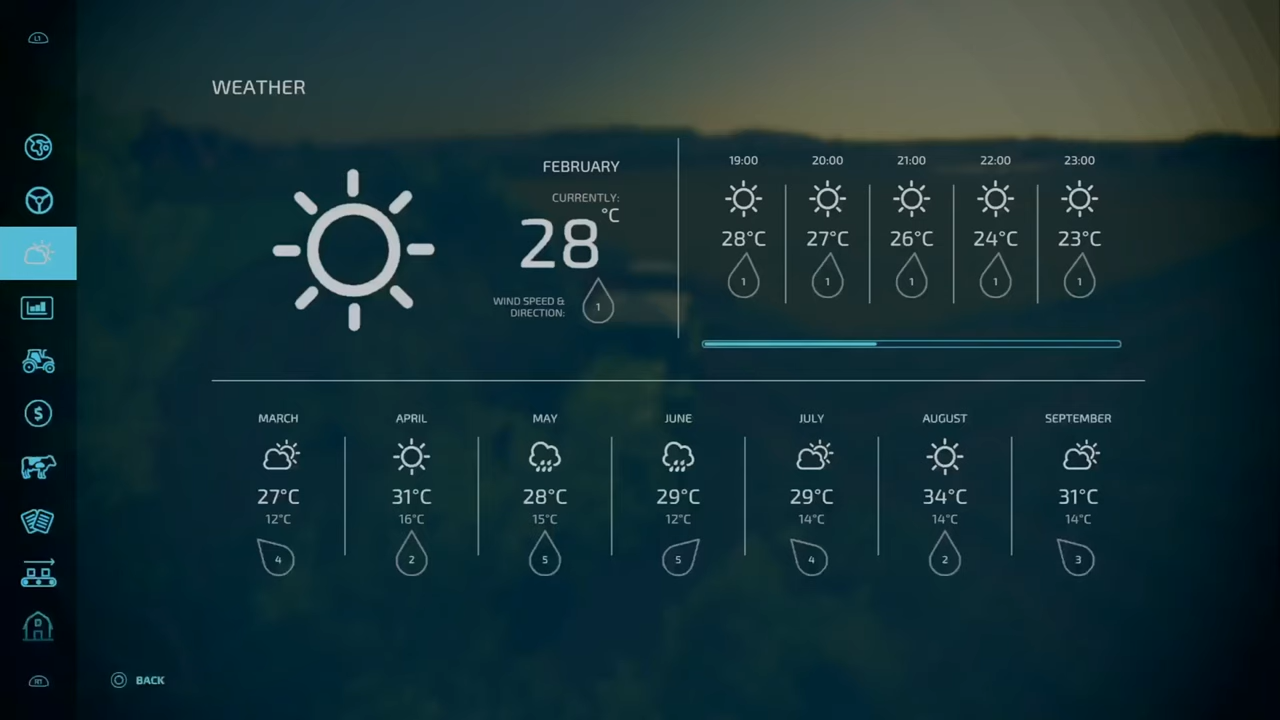 L1
WEATHER
FEBRUARY
CURRENTLY:
28 °C
WIND SPEED &
DIRECTION:
1
19:00 20:00 21:00 22:00 23:00
28°C 27°C 26°C 24°C 23°C
1 1 1 1 1
MARCH APRIL MAY JUNE JULY AUGUST SEPTEMBER
27°C 31°C 28°C 29°C 29°C 34°C 31°C
12°C 16°C 15°C 12°C 14°C 14°C 14°C
4 2 5 5 4 2 3
R1
BACK